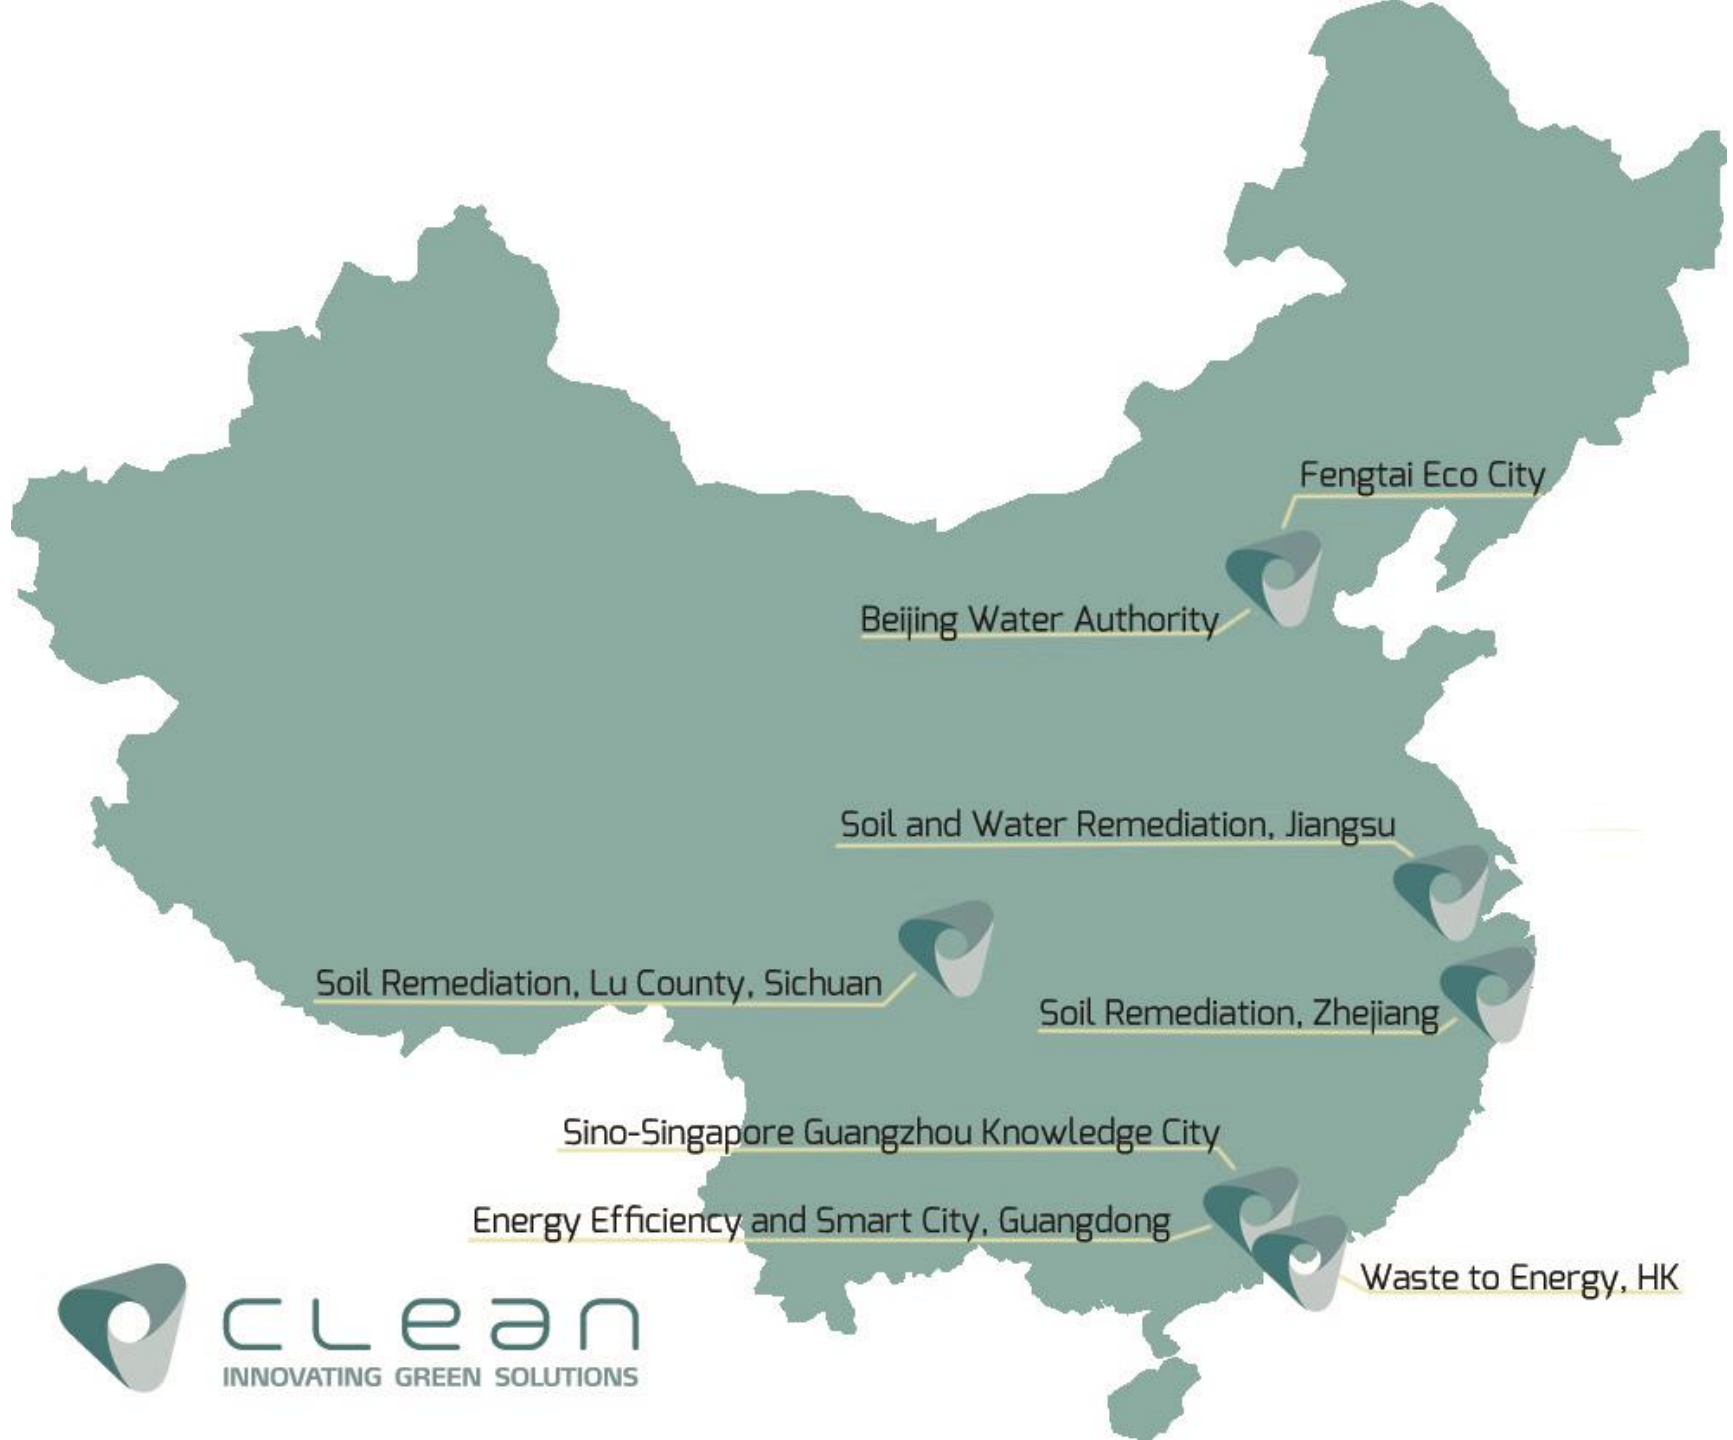 Fengtai Eco City
Beijing Water Authority
Soil and Water Remediation, Jiangsu
Soil Remediation, Lu County, Sichuan
Soil Remediation, Zhejiang
Sino-Singapore Guangzhou Knowledge City
Energy Efficiency and Smart City, Guangdong
Waste to Energy, HK
CLean
INNOVATING GREEN SOLUTIONS